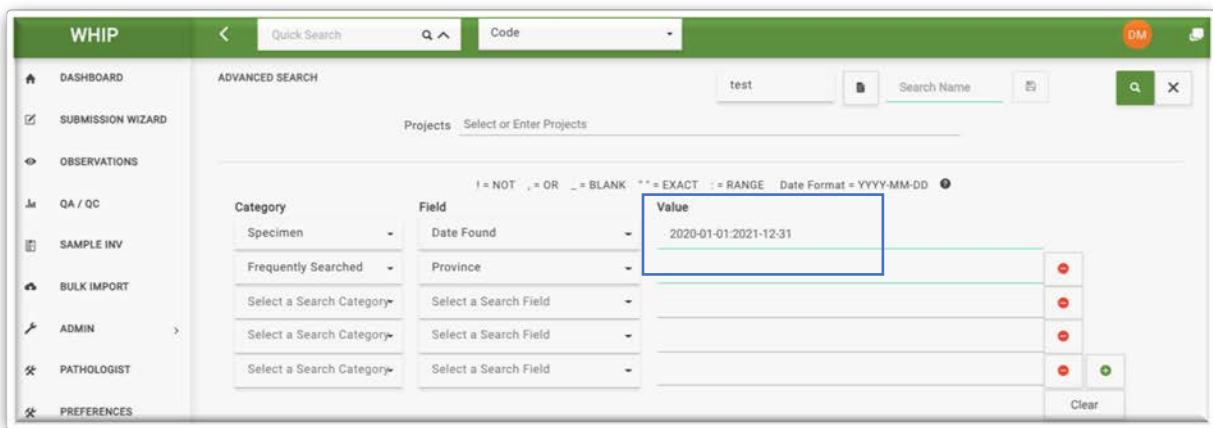 WHIP
Quick Search
Code
DM
DASHBOARD
ADVANCED SEARCH
test
Search Name
SUBMISSION WIZARD
Projects Select or Enter Projects
OBSERVATIONS
! = NOT , = OR _ = BLANK " " = EXACT : = RANGE Date Format = YYYY-MM-DD
QA / QC
Category Field Value
Specimen Date Found 2020-01-01:2021-12-31
SAMPLE INV
Frequently Searched Province
BULK IMPORT
Select a Search Category Select a Search Field
ADMIN
Select a Search Category Select a Search Field
PATHOLOGIST
Select a Search Category Select a Search Field
PREFERENCES
Clear